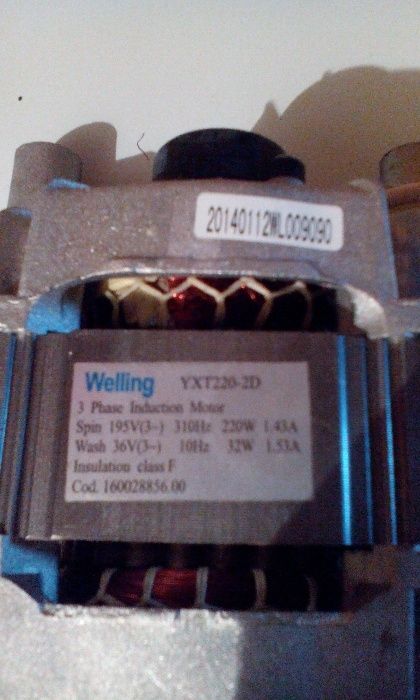 20140112WL009090
Welling YXT220-2D
3 Phase Induction Motor
Spin 195V(3~) 310Hz 220W 1.43A
Wash 36V(3~) 10Hz 32W 1.53A
Insulation class F
Cod. 160028856.00